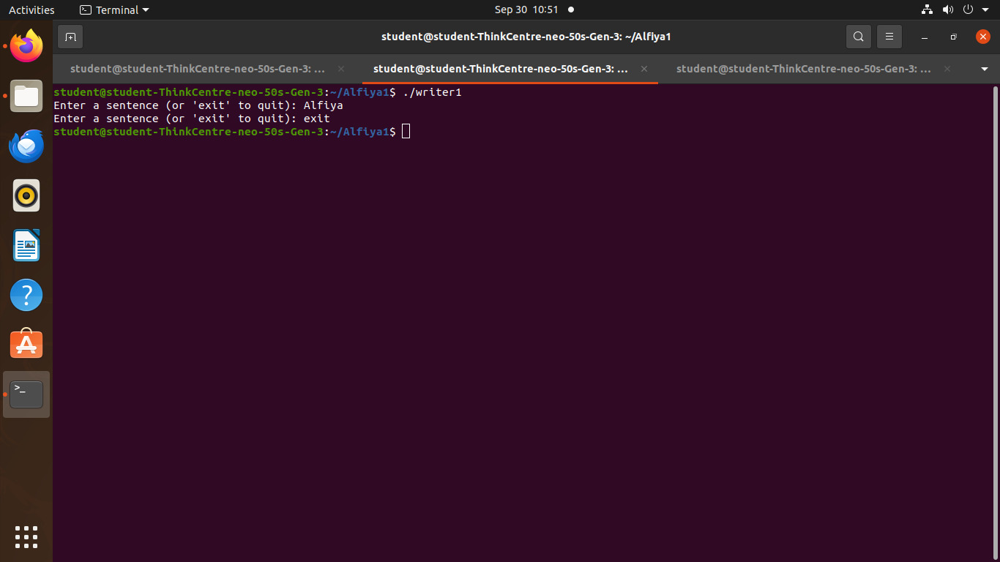 Activities
Terminal
Sep 30 10:51
student@student-ThinkCentre-neo-50s-Gen-3: ~/Alfiya1
student@student-ThinkCentre-neo-50s-Gen-3: ...
student@student-ThinkCentre-neo-50s-Gen-3: ...
student@student-ThinkCentre-neo-50s-Gen-3: ...
student@student-ThinkCentre-neo-50s-Gen-3:~/Alfiya1$ ./writer1
Enter a sentence (or 'exit' to quit): Alfiya
Enter a sentence (or 'exit' to quit): exit
student@student-ThinkCentre-neo-50s-Gen-3:~/Alfiya1$